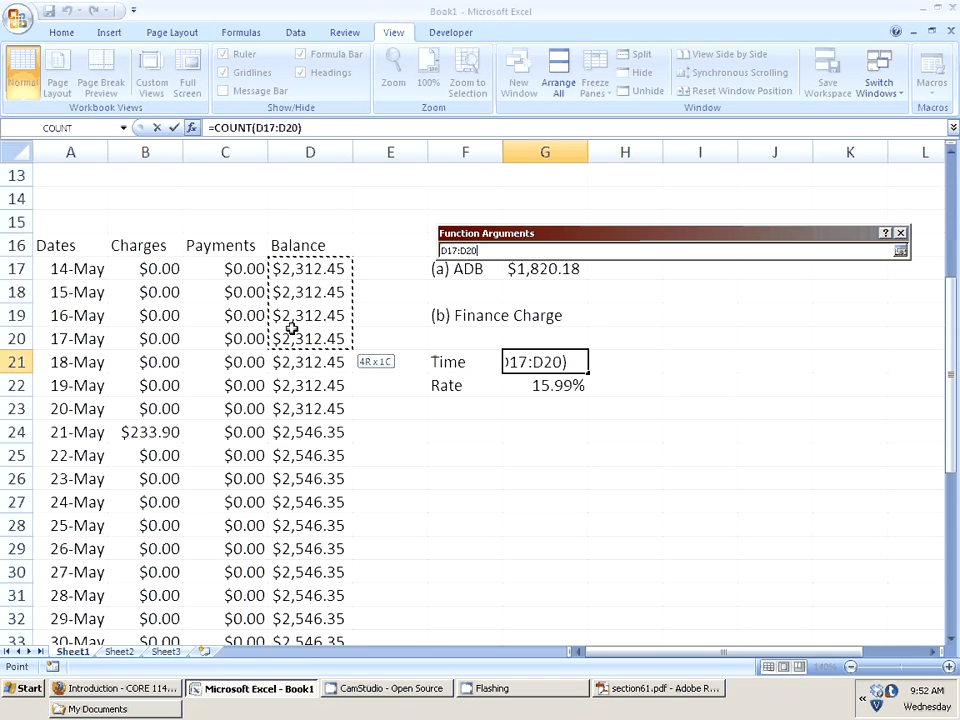 Book1 - Microsoft Excel
Home Insert Page Layout Formulas Data Review View Developer
Normal Page Layout Page Break Preview Custom Views Full Screen
Ruler Formula Bar
Gridlines Headings
Message Bar
Zoom 100% Zoom to Selection
New Window Arrange All Freeze Panes
Split
Hide
Unhide
View Side by Side
Synchronous Scrolling
Reset Window Position
Save Workspace Switch Windows Macros
Workbook Views Show/Hide Zoom Window Macros
COUNT =COUNT(D17:D20)
A B C D E F G H I J K L
13
14
15
16 Dates Charges Payments Balance
Function Arguments
D17:D20
17 14-May $0.00 $0.00 $2,312.45 (a) ADB $1,820.18
18 15-May $0.00 $0.00 $2,312.45
19 16-May $0.00 $0.00 $2,312.45 (b) Finance Charge
20 17-May $0.00 $0.00 $2,312.45
21 18-May $0.00 $0.00 $2,312.45 4R x 1C Time D17:D20)
22 19-May $0.00 $0.00 $2,312.45 Rate 15.99%
23 20-May $0.00 $0.00 $2,312.45
24 21-May $233.90 $0.00 $2,546.35
25 22-May $0.00 $0.00 $2,546.35
26 23-May $0.00 $0.00 $2,546.35
27 24-May $0.00 $0.00 $2,546.35
28 25-May $0.00 $0.00 $2,546.35
29 26-May $0.00 $0.00 $2,546.35
30 27-May $0.00 $0.00 $2,546.35
31 28-May $0.00 $0.00 $2,546.35
32 29-May $0.00 $0.00 $2,546.35
33 30-May $0.00 $0.00 $2,546.35
Sheet1 Sheet2 Sheet3
Point 140%
Start Introduction - CORE 114... Microsoft Excel - Book1 CamStudio - Open Source Flashing section61.pdf - Adobe R... 9:52 AM
My Documents Wednesday